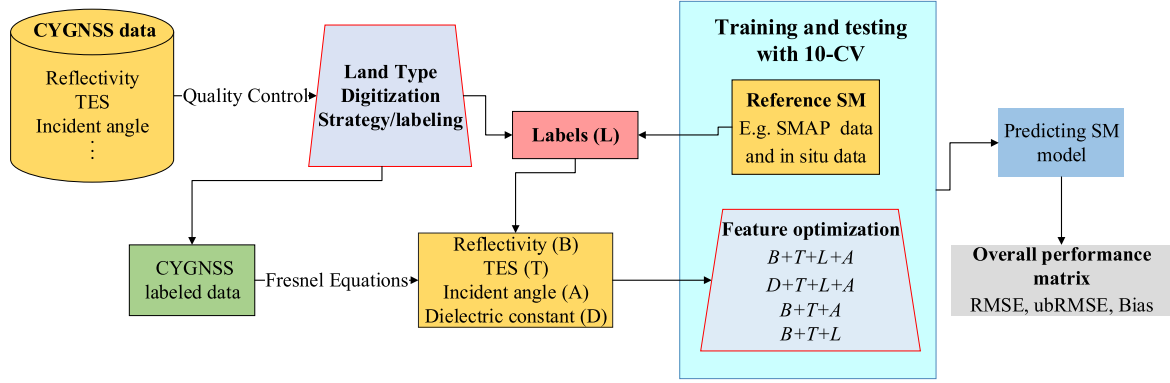 CYGNSS data
Reflectivity
TES
Incident angle
⋮
Quality Control
Land Type
Digitization
Strategy/labeling
Labels (L)
CYGNSS
labeled data
Fresnel Equations
Reflectivity (B)
TES (T)
Incident angle (A)
Dielectric constant (D)
Training and testing
with 10-CV
Reference SM
E.g. SMAP data
and in situ data
Feature optimization
B+T+L+A
D+T+L+A
B+T+A
B+T+L
Predicting SM
model
Overall performance
matrix
RMSE, ubRMSE, Bias